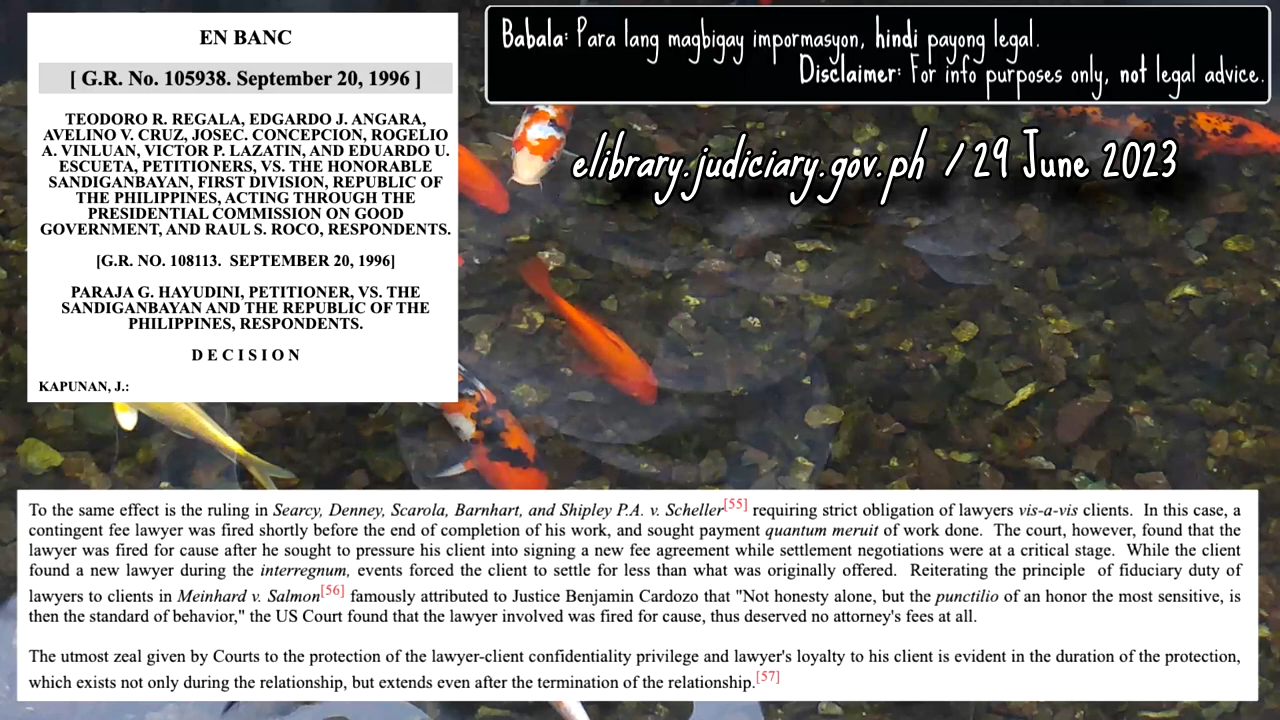 EN BANC
[ G.R. No. 105938. September 20, 1996 ]
TEODORO R. REGALA, EDGARDO J. ANGARA,
AVELINO V. CRUZ, JOSEC. CONCEPCION, ROGELIO
A. VINLUAN, VICTOR P. LAZATIN, AND EDUARDO U.
ESCUETA, PETITIONERS, VS. THE HONORABLE
SANDIGANBAYAN, FIRST DIVISION, REPUBLIC OF
THE PHILIPPINES, ACTING THROUGH THE
PRESIDENTIAL COMMISSION ON GOOD
GOVERNMENT, AND RAUL S. ROCO, RESPONDENTS.
[G.R. NO. 108113. SEPTEMBER 20, 1996]
PARAJA G. HAYUDINI, PETITIONER, VS. THE
SANDIGANBAYAN AND THE REPUBLIC OF THE
PHILIPPINES, RESPONDENTS.
D E C I S I O N
KAPUNAN, J.:
Babala: Para lang magbigay impormasyon, hindi payong legal.
Disclaimer: For info purposes only, not legal advice.
elibrary.judiciary.gov.ph / 29 June 2023
To the same effect is the ruling in Searcy, Denney, Scarola, Barnhart, and Shipley P.A. v. Scheller[55] requiring strict obligation of lawyers vis-a-vis clients. In this case, a
contingent fee lawyer was fired shortly before the end of completion of his work, and sought payment quantum meruit of work done. The court, however, found that the
lawyer was fired for cause after he sought to pressure his client into signing a new fee agreement while settlement negotiations were at a critical stage. While the client
found a new lawyer during the interregnum, events forced the client to settle for less than what was originally offered. Reiterating the principle of fiduciary duty of
lawyers to clients in Meinhard v. Salmon[56] famously attributed to Justice Benjamin Cardozo that "Not honesty alone, but the punctilio of an honor the most sensitive, is
then the standard of behavior," the US Court found that the lawyer involved was fired for cause, thus deserved no attorney's fees at all.
The utmost zeal given by Courts to the protection of the lawyer-client confidentiality privilege and lawyer's loyalty to his client is evident in the duration of the protection,
which exists not only during the relationship, but extends even after the termination of the relationship.[57]